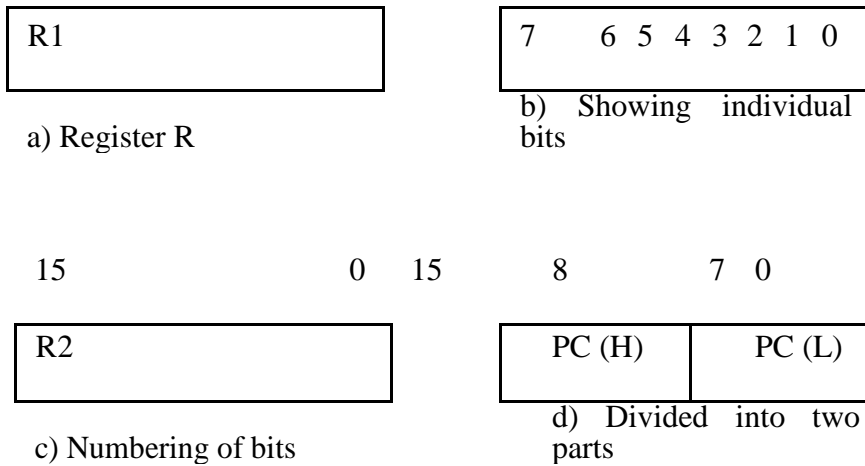 R1
7 6 5 4 3 2 1 0
a) Register R
b) Showing individual
bits
15 0 15 8 7 0
R2
PC (H) PC (L)
c) Numbering of bits
d) Divided into two
parts